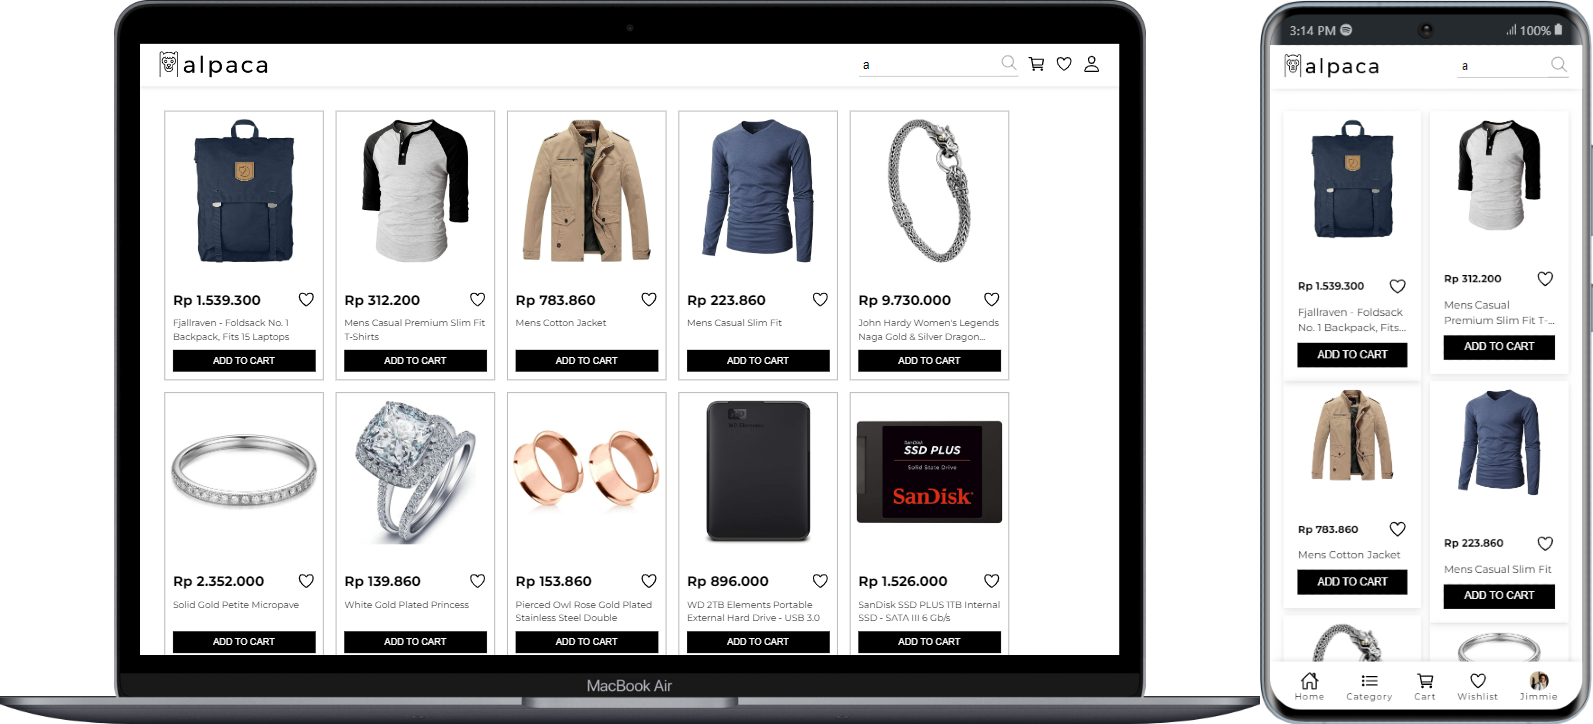 alpaca
a
Rp 1.539.300
Rp 312.200
Rp 783.860
Rp 223.860
Rp 9.730.000
Fjallraven - Foldsack No. 1
Backpack, Fits 15 Laptops
Mens Casual Premium Slim Fit
T-Shirts
Mens Cotton Jacket
Mens Casual Slim Fit
John Hardy Women's Legends
Naga Gold & Silver Dragon...
ADD TO CART
ADD TO CART
ADD TO CART
ADD TO CART
ADD TO CART
SanDisk
SSD PLUS
Solid State Drive
SanDisk
Rp 2.352.000
Rp 139.860
Rp 153.860
Rp 896.000
Rp 1.526.000
Solid Gold Petite Micropave
White Gold Plated Princess
Pierced Owl Rose Gold Plated
Stainless Steel Double
WD 2TB Elements Portable
External Hard Drive - USB 3.0
SanDisk SSD PLUS 1TB Internal
SSD - SATA III 6 Gb/s
ADD TO CART
ADD TO CART
ADD TO CART
ADD TO CART
ADD TO CART
MacBook Air
3:14 PM
100%
alpaca
a
Rp 1.539.300
Fjallraven - Foldsack
No. 1 Backpack, Fits...
ADD TO CART
Rp 312.200
Mens Casual
Premium Slim Fit T-...
ADD TO CART
Rp 783.860
Mens Cotton Jacket
ADD TO CART
Rp 223.860
Mens Casual Slim Fit
ADD TO CART
Home
Category
Cart
Wishlist
Jimmie